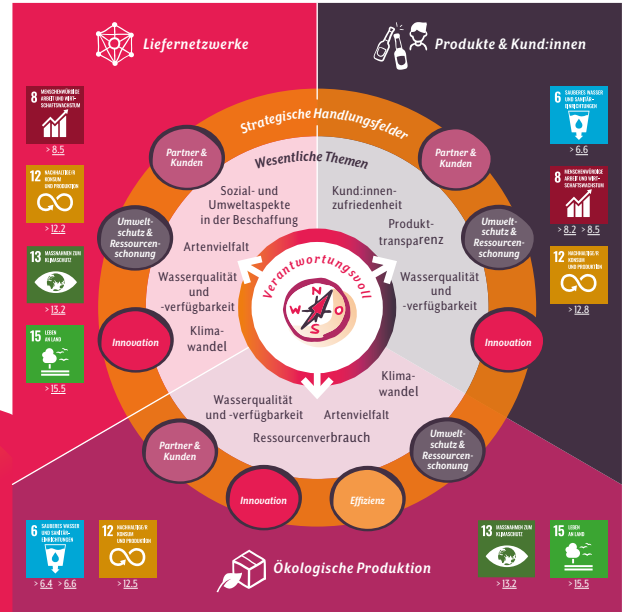 Liefernetzwerke
Produkte & Kund:innen
8 MENSCHENWÜRDIGE
ARBEIT UND WIRT-
SCHAFTSWACHSTUM
> 8.5
12 NACHHALTIGE/R
KONSUM
UND PRODUKTION
> 12.2
13 MASSNAHMEN ZUM
KLIMASCHUTZ
> 13.2
15 LEBEN
AN LAND
> 15.5
6 SAUBERES WASSER
UND SANITÄR-
EINRICHTUNGEN
> 6.6
8 MENSCHENWÜRDIGE
ARBEIT UND WIRT-
SCHAFTSWACHSTUM
> 8.2 > 8.5
12 NACHHALTIGE/R
KONSUM
UND PRODUKTION
> 12.8
Strategische Handlungsfelder
Wesentliche Themen
Partner &
Kunden
Umwelt-
schutz &
Ressourcen-
schonung
Innovation
Sozial- und
Umweltaspekte
in der Beschaffung
Artenvielfalt
Wasserqualität
und
-verfügbarkeit
Klima-
wandel
Partner &
Kunden
Umwelt-
schutz &
Ressourcen-
schonung
Innovation
Kund:innen-
zufriedenheit
Produkt-
transparenz
Wasserqualität
und
-verfügbarkeit
Verantwortungsvoll
N
W O
S
Klima-
wandel
Wasserqualität
und -verfügbarkeit
Artenvielfalt
Ressourcenverbrauch
Partner &
Kunden
Innovation
Effizienz
Umwelt-
schutz &
Ressourcen-
schonung
6 SAUBERES WASSER
UND SANITÄR-
EINRICHTUNGEN
> 6.4 > 6.6
12 NACHHALTIGE/R
KONSUM
UND PRODUKTION
> 12.5
Ökologische Produktion
13 MASSNAHMEN ZUM
KLIMASCHUTZ
> 13.2
15 LEBEN
AN LAND
> 15.5